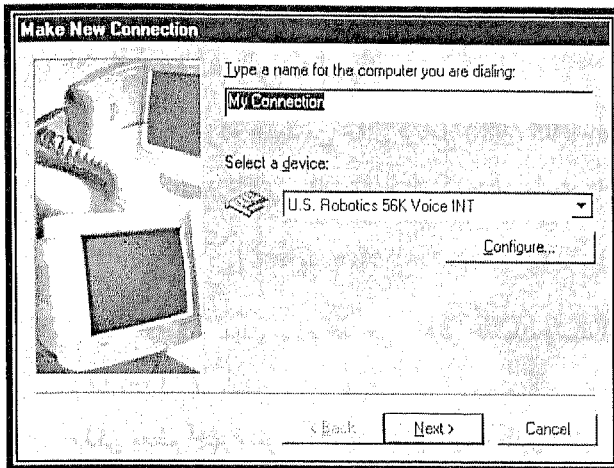 Make New Connection
Type a name for the computer you are dialing:
My Connection
Select a device:
U.S. Robotics 56K Voice INT
Configure...
< Back
Next >
Cancel